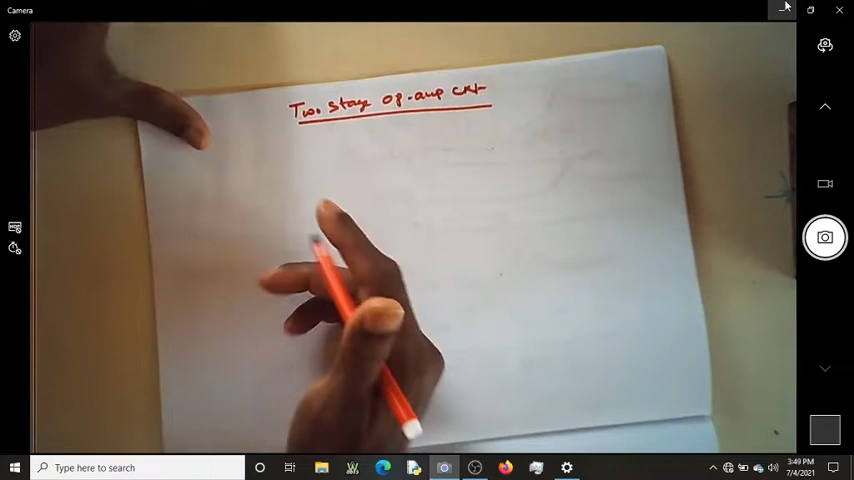 Camera
Two stage op-amp ckt
Type here to search
3:49 PM
7/4/2021